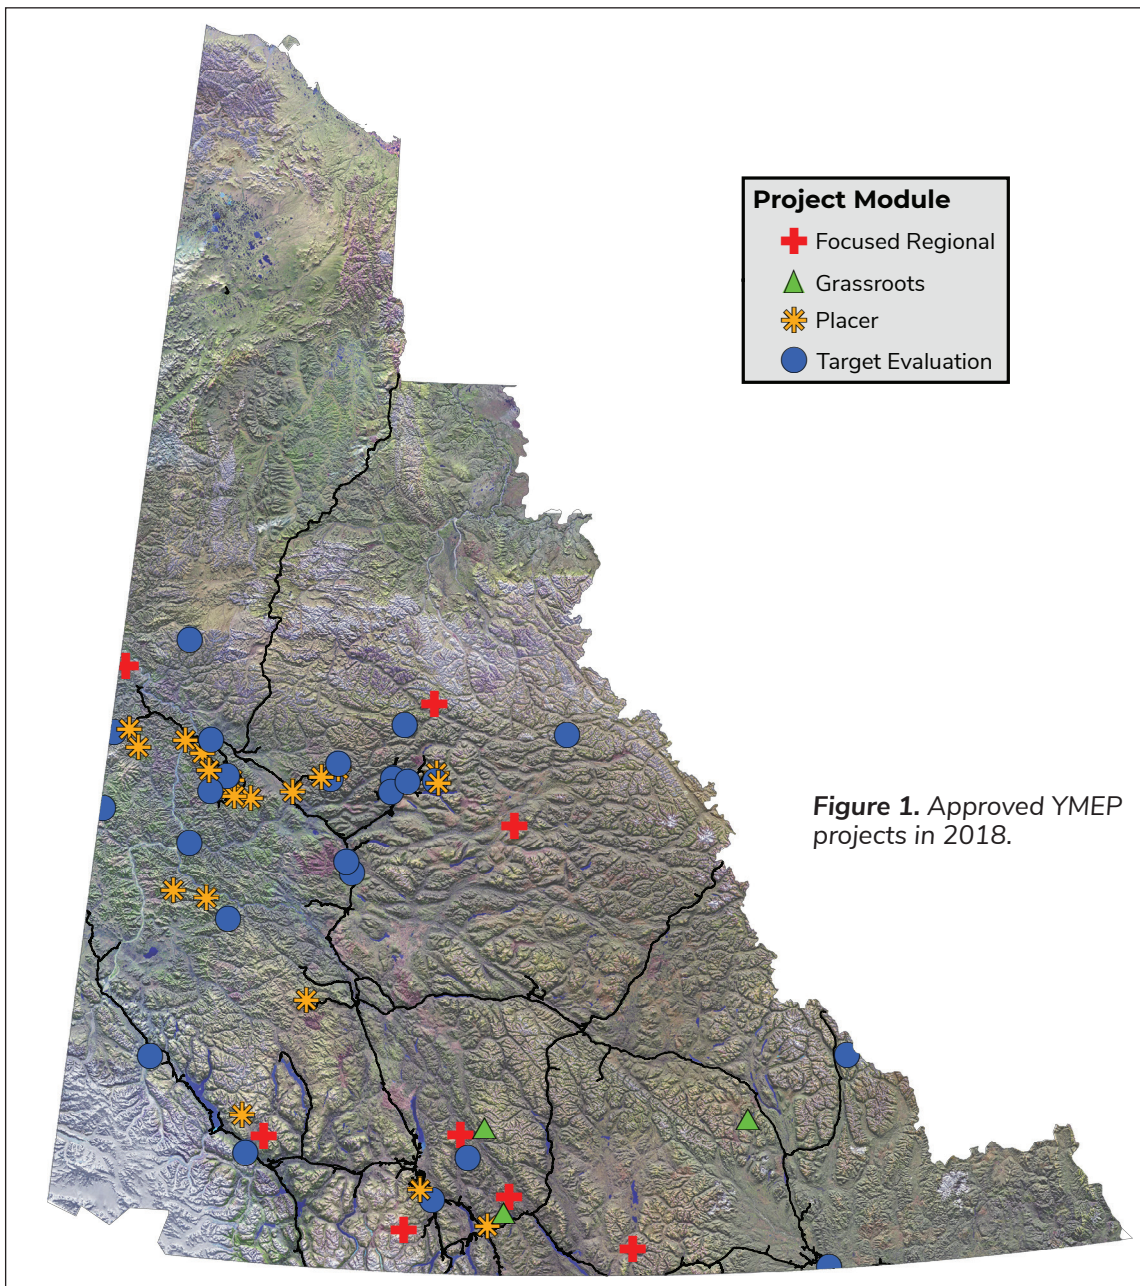 Project Module
Focused Regional
Grassroots
Placer
Target Evaluation
Figure 1. Approved YMEP
projects in 2018.